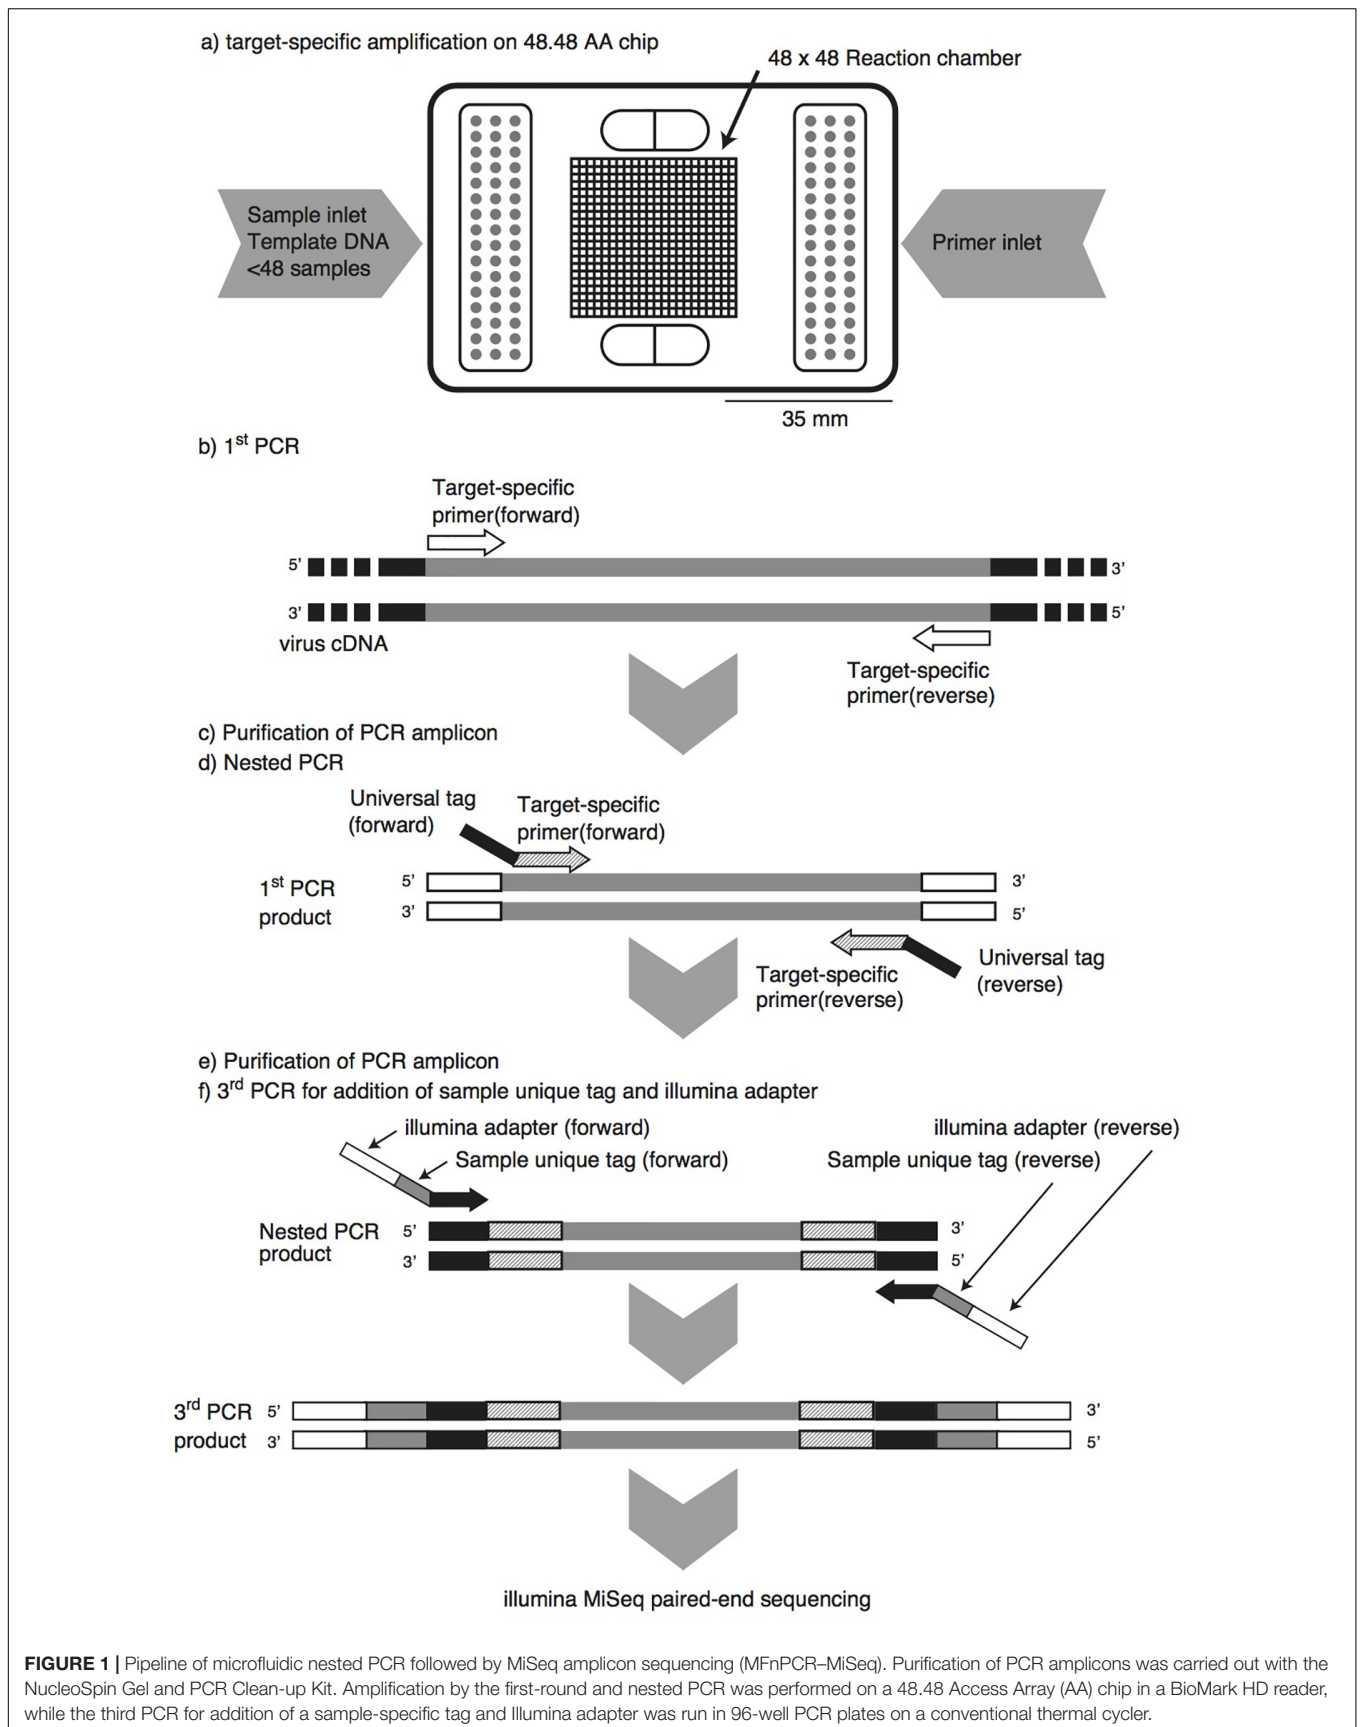 a) target-specific amplification on 48.48 AA chip
48 x 48 Reaction chamber
Sample inlet
Template DNA
<48 samples
Primer inlet
35 mm
b) 1st PCR
Target-specific
primer(forward)
5’
3’
3’
5’
virus cDNA
Target-specific
primer(reverse)
c) Purification of PCR amplicon
d) Nested PCR
Universal tag
(forward)
Target-specific
primer(forward)
1st PCR
product
5’
3’
3’
5’
Target-specific
primer(reverse)
Universal tag
(reverse)
e) Purification of PCR amplicon
f) 3rd PCR for addition of sample unique tag and illumina adapter
illumina adapter (forward)
Sample unique tag (forward)
illumina adapter (reverse)
Sample unique tag (reverse)
Nested PCR
product
5’
3’
3’
5’
3rd PCR
product
5’
3’
3’
5’
illumina MiSeq paired-end sequencing
FIGURE 1 | Pipeline of microfluidic nested PCR followed by MiSeq amplicon sequencing (MFnPCR–MiSeq). Purification of PCR amplicons was carried out with the
NucleoSpin Gel and PCR Clean-up Kit. Amplification by the first-round and nested PCR was performed on a 48.48 Access Array (AA) chip in a BioMark HD reader,
while the third PCR for addition of a sample-specific tag and Illumina adapter was run in 96-well PCR plates on a conventional thermal cycler.